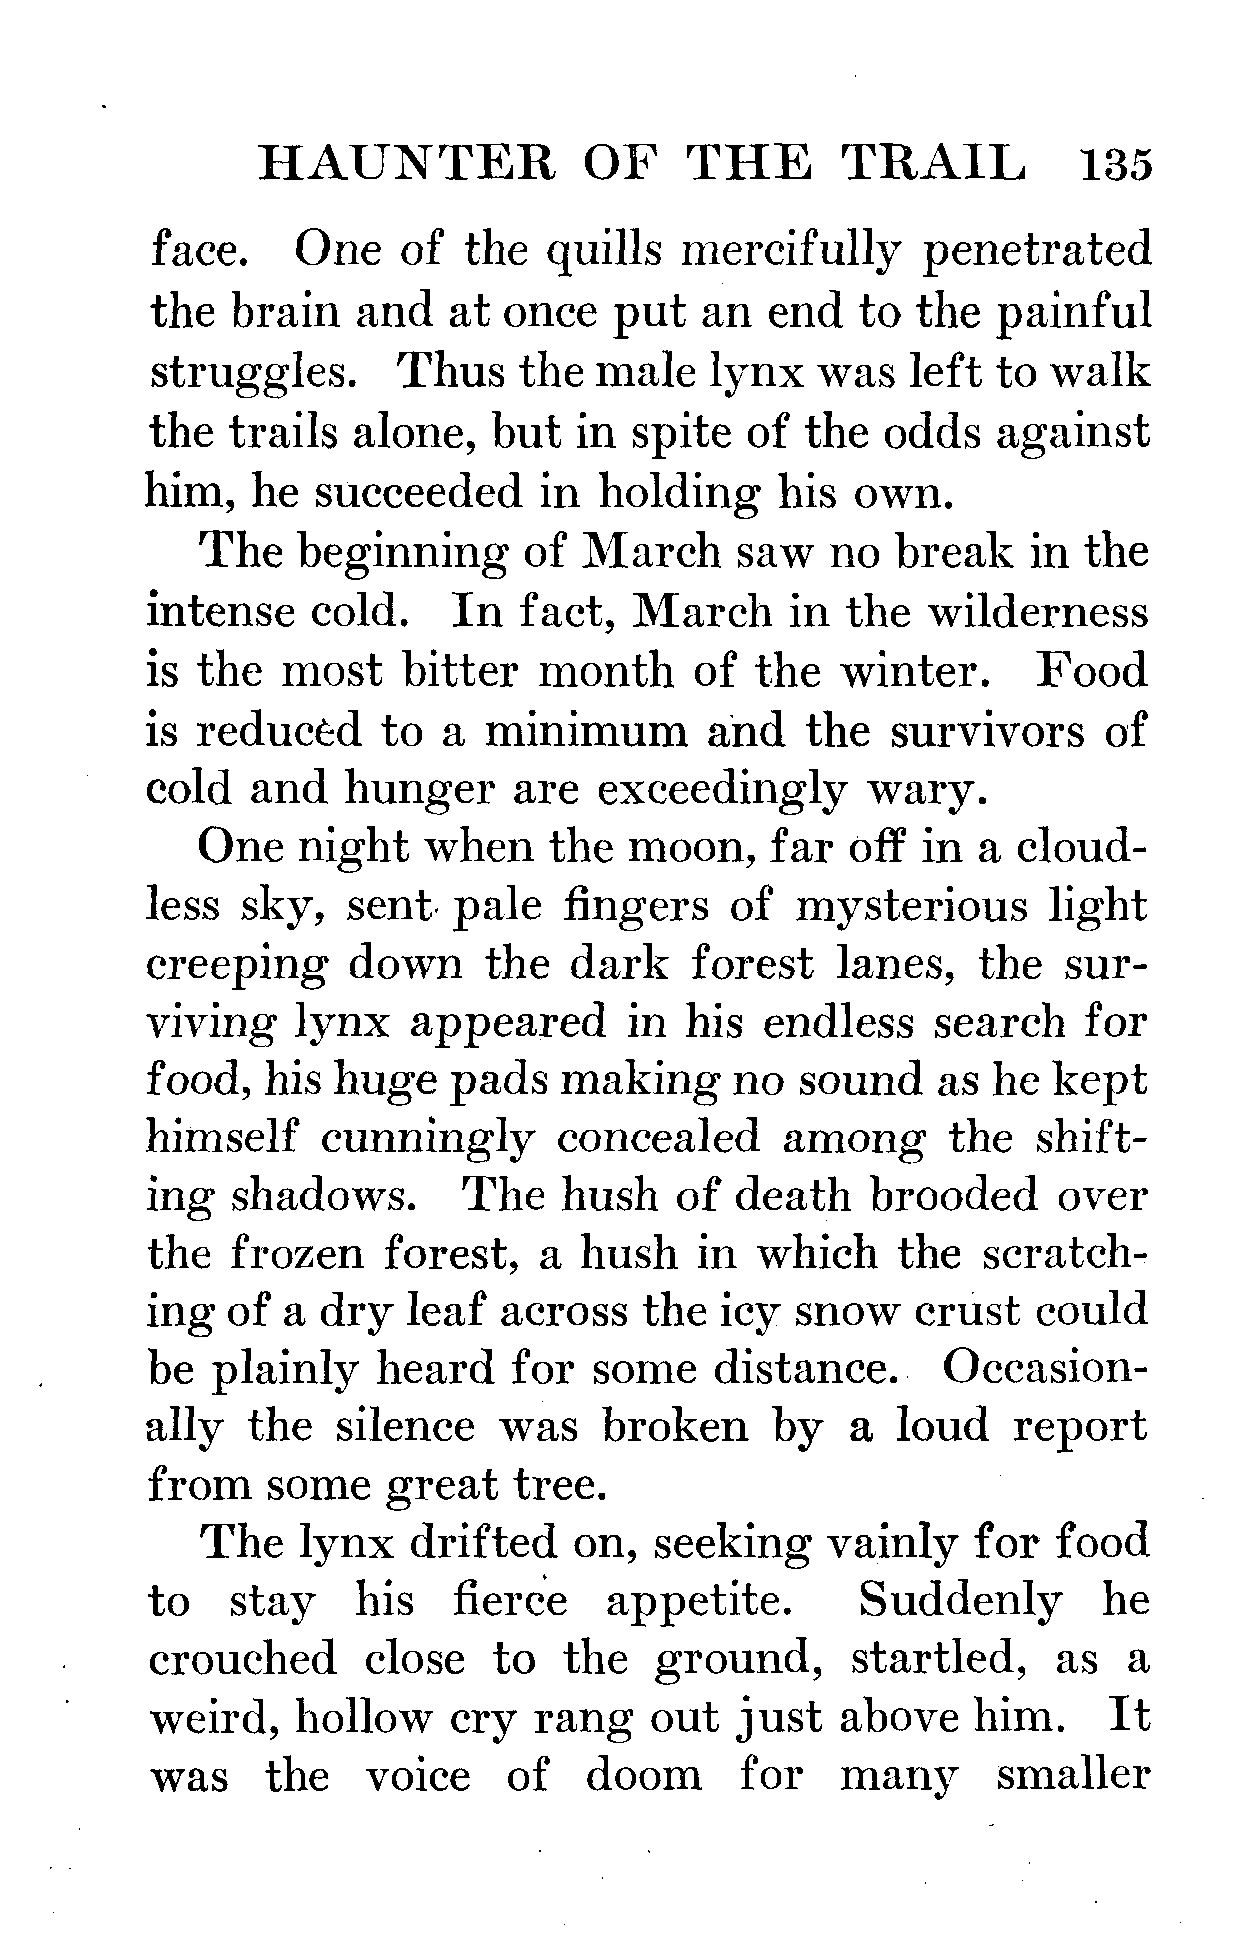 HAUNTER OF THE TRAIL 135
face. One of the quills mercifully penetrated
the brain and at once put an end to the painful
struggles. Thus the male lynx was left to walk
the trails alone, but in spite of the odds against
him, he succeeded in holding his own.
The beginning of March saw no break in the
intense cold. In fact, March in the wilderness
is the most bitter month of the winter. Food
is reduced to a minimum and the survivors of
cold and hunger are exceedingly wary.
One night when the moon, far off in a cloud-
less sky, sent pale fingers of mysterious light
creeping down the dark forest lanes, the sur-
viving lynx appeared in his endless search for
food, his huge pads making no sound as he kept
himself cunningly concealed among the shift-
ing shadows. The hush of death brooded over
the frozen forest, a hush in which the scratch-
ing of a dry leaf across the icy snow crust could
be plainly heard for some distance. Occasion-
ally the silence was broken by a loud report
from some great tree.
The lynx drifted on, seeking vainly for food
to stay his fierce appetite. Suddenly he
crouched close to the ground, startled, as a
weird, hollow cry rang out just above him. It
was the voice of doom for many smaller